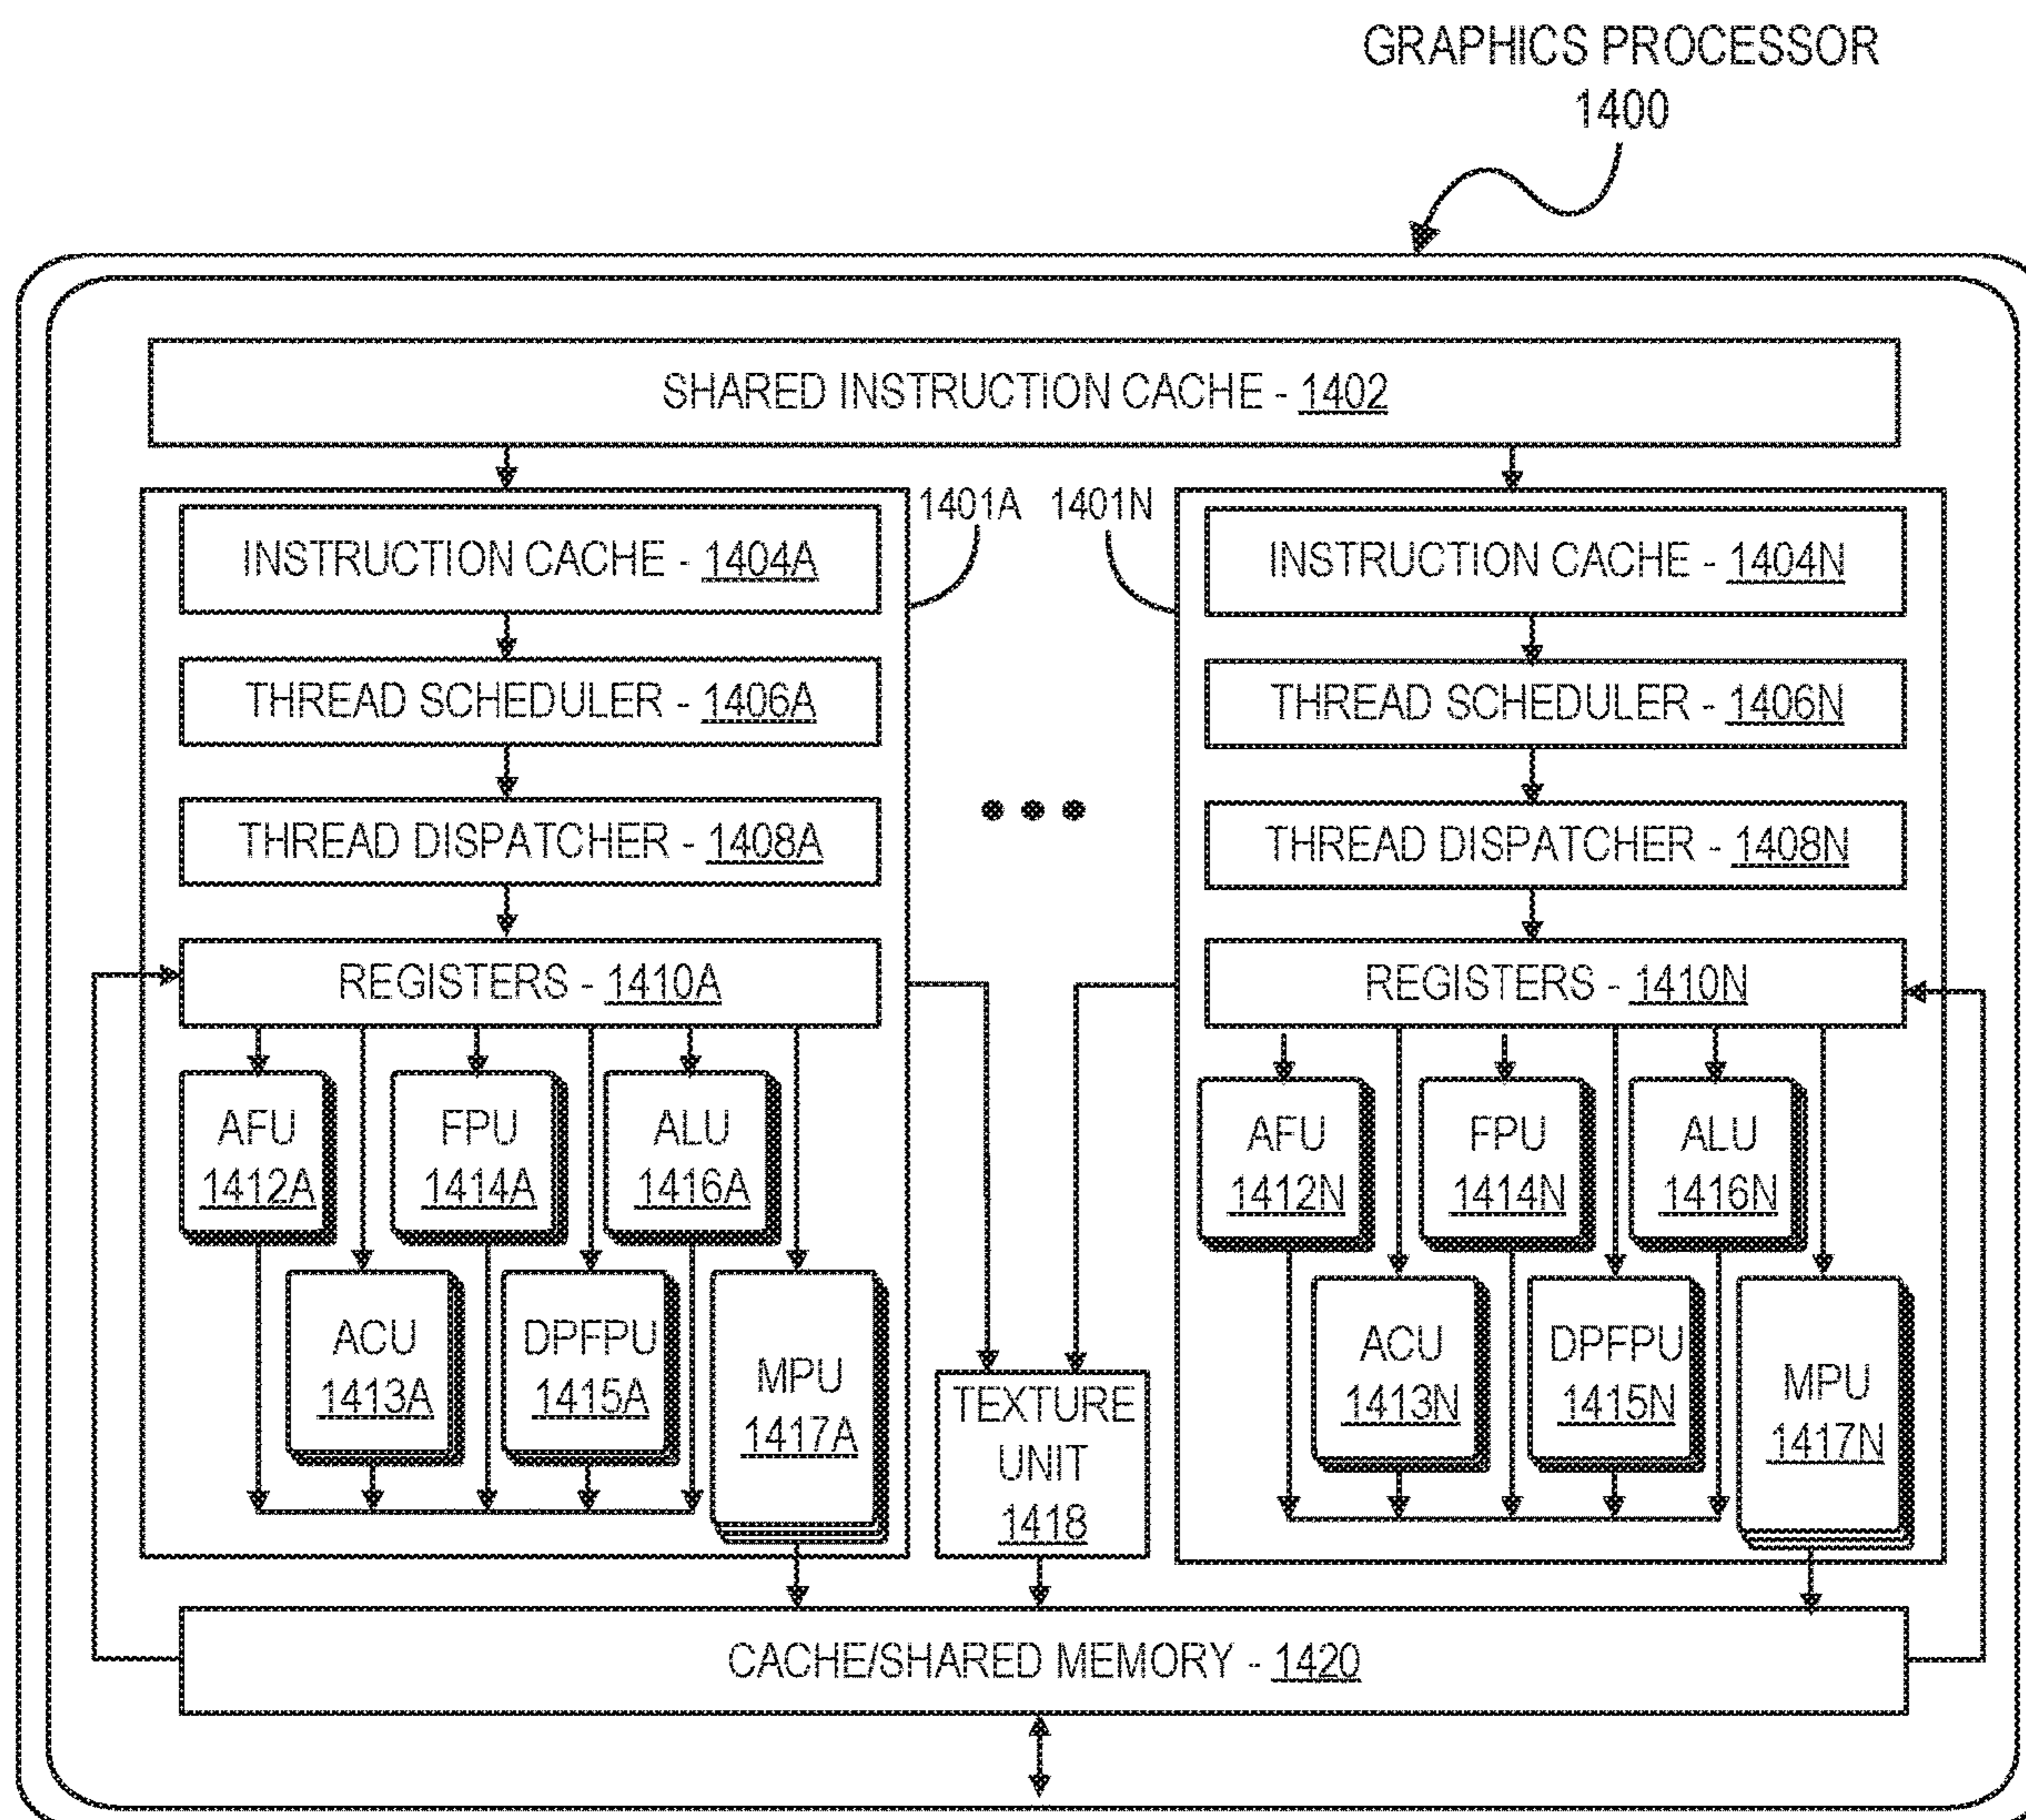 GRAPHICS PROCESSOR
1400
SHARED INSTRUCTION CACHE - 1402
1401A 1401N
INSTRUCTION CACHE - 1404A
THREAD SCHEDULER - 1406A
THREAD DISPATCHER - 1408A
REGISTERS - 1410A
AFU
1412A
FPU
1414A
ALU
1416A
ACU
1413A
DPFPU
1415A
MPU
1417A
TEXTURE
UNIT
1418
INSTRUCTION CACHE - 1404N
THREAD SCHEDULER - 1406N
THREAD DISPATCHER - 1408N
REGISTERS - 1410N
AFU
1412N
FPU
1414N
ALU
1416N
ACU
1413N
DPFPU
1415N
MPU
1417N
CACHE/SHARED MEMORY - 1420